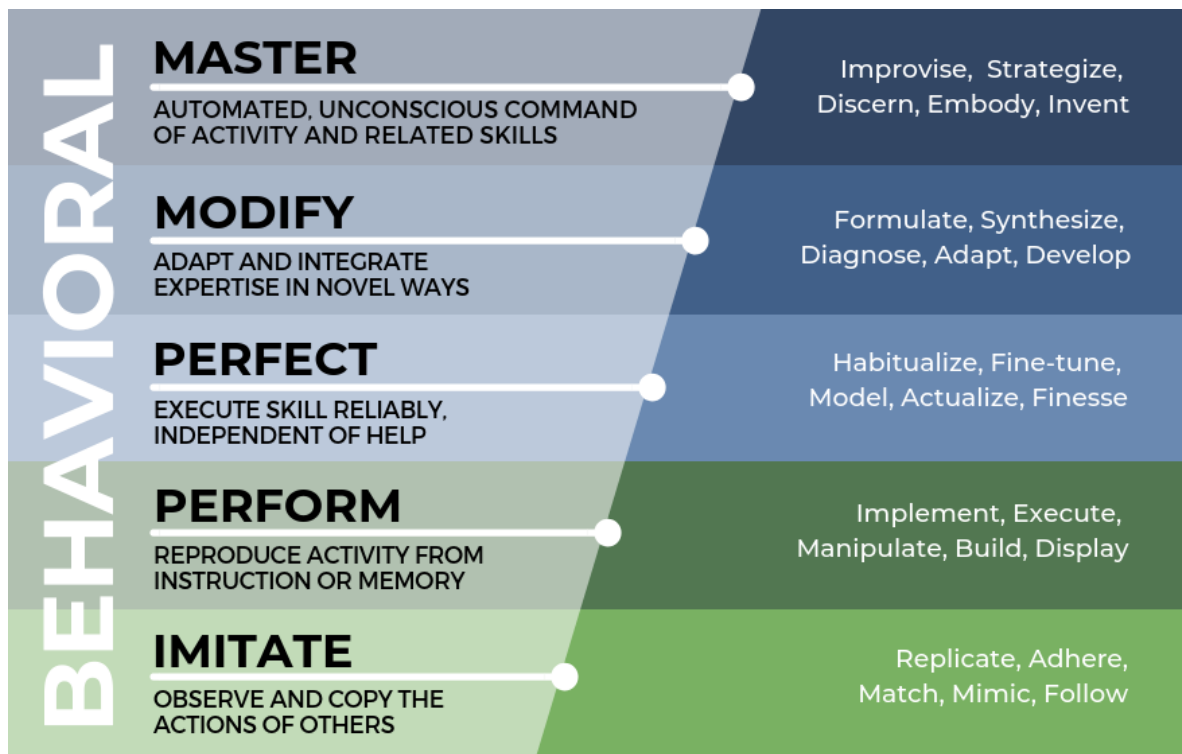 BEHAVIORAL
MASTER
AUTOMATED, UNCONSCIOUS COMMAND
OF ACTIVITY AND RELATED SKILLS
Improvise, Strategize,
Discern, Embody, Invent
MODIFY
ADAPT AND INTEGRATE
EXPERTISE IN NOVEL WAYS
Formulate, Synthesize,
Diagnose, Adapt, Develop
PERFECT
EXECUTE SKILL RELIABLY,
INDEPENDENT OF HELP
Habitualize, Fine-tune,
Model, Actualize, Finesse
PERFORM
REPRODUCE ACTIVITY FROM
INSTRUCTION OR MEMORY
Implement, Execute,
Manipulate, Build, Display
IMITATE
OBSERVE AND COPY THE
ACTIONS OF OTHERS
Replicate, Adhere,
Match, Mimic, Follow